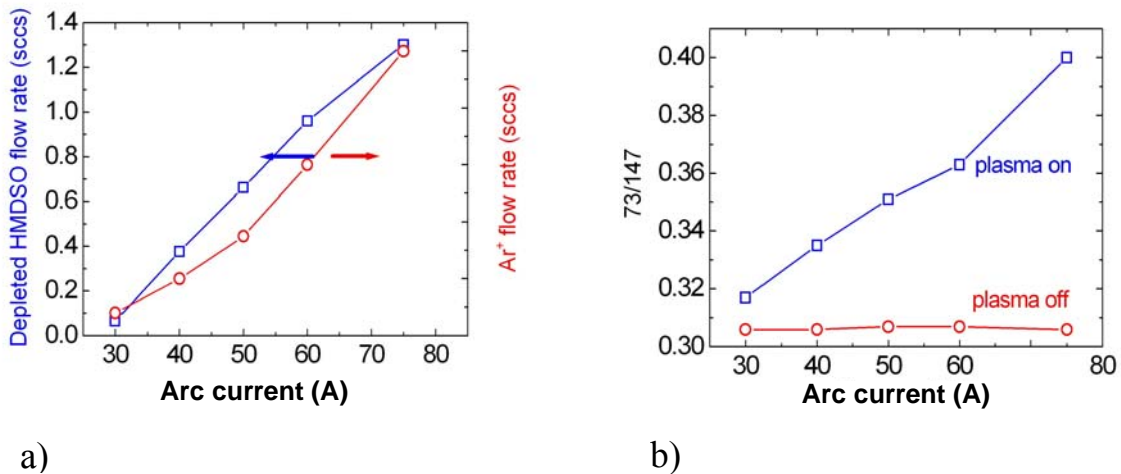 Depleted HMDSO flow rate (sccs)
1.4
1.2
1.0
0.8
0.6
0.4
0.2
0.0
30 40 50 60 70 80
Arc current (A)
Ar+ flow rate (sccs)
a)
73/147
0.40
0.38
0.36
0.34
0.32
0.30
plasma on
plasma off
30 40 50 60 80
Arc current (A)
b)